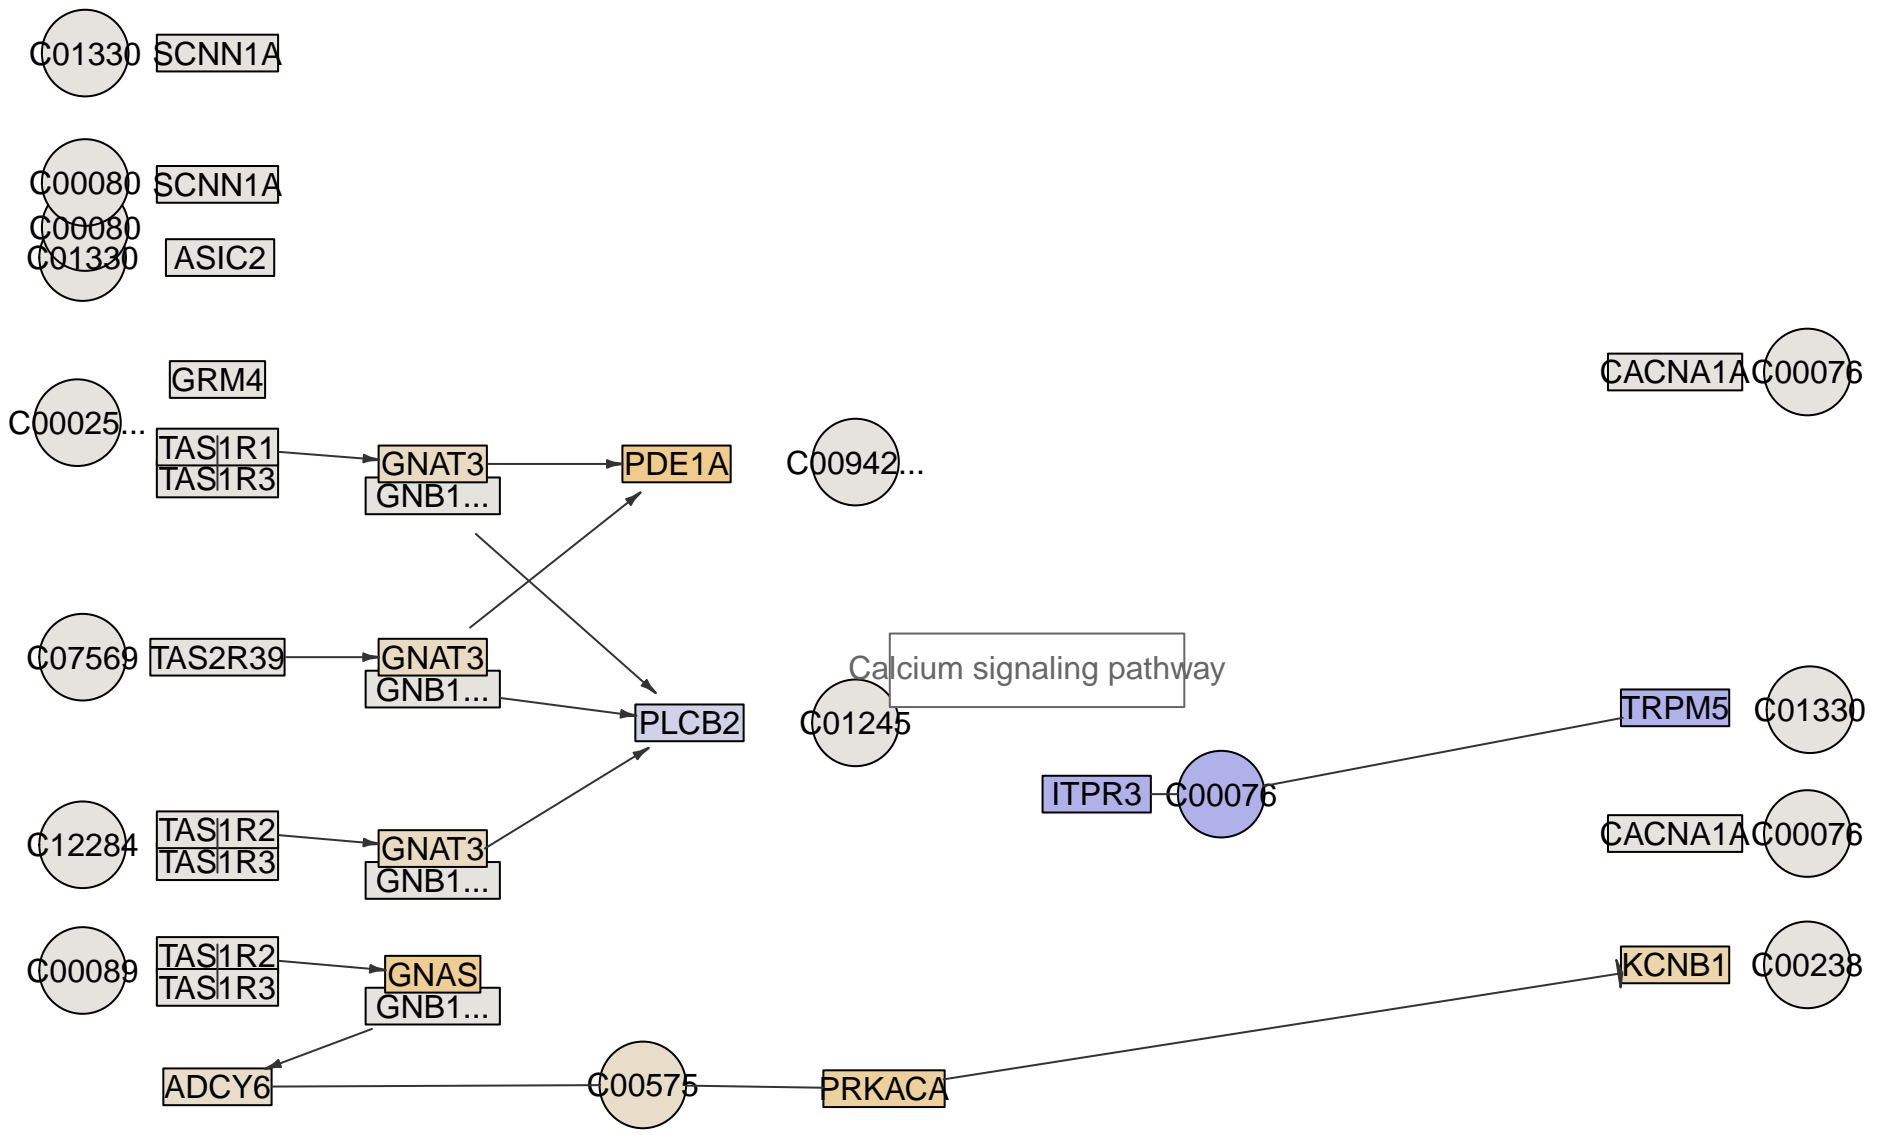 C01330 SCNN1A
C00080 SCNN1A
C00080
C01330 ASIC2
GRM4
CACNA1A C00076
C00025...
TAS1R1
GNAT3 PDE1A C00942...
TAS1R3
GNB1...
C07569 TAS2R39 GNAT3
Calcium signaling pathway
GNB1...
TRPM5 C01330
PLCB2 C01245
ITPR3 C00076
TAS1R2
CACNA1A C00076
C12284
GNAT3
TAS1R3
GNB1...
TAS1R2
KCNB1 C00238
C00089
GNAS
TAS1R3
GNB1...
ADCY6 C00575 PRKACA